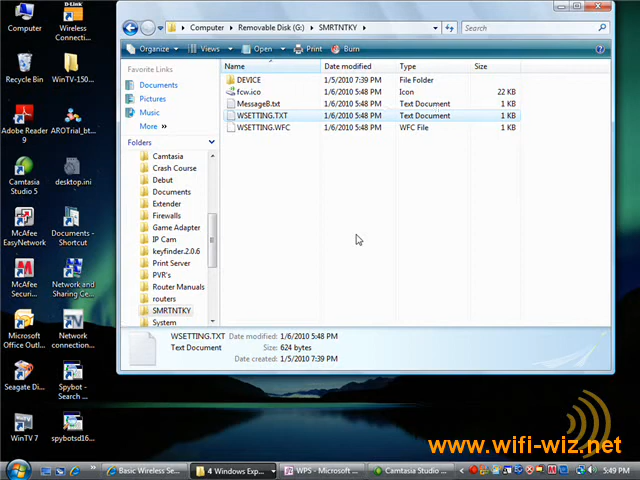 Computer
Wireless Connecti...
Recycle Bin
WinTV-150...
Adobe Reader 9
AROTrial_bt...
Camtasia Studio 5
desktop.ini
McAfee EasyNetwork
Documents - Shortcut
McAfee Securi...
Network and Sharing Ce...
Microsoft Office Outl...
Network connection...
Seagate Di...
Spybot - Search ...
WinTV 7
spybotsd16...
Computer ▸ Removable Disk (G:) ▸ SMRTNTKY ▸
Search
Organize Views Open Print Burn
Favorite Links
Documents
Pictures
Music
More »
Folders
Camtasia
Crash Course
Debut
Documents
Extender
Firewalls
Game Adapter
IP Cam
keyfinder.2.0.6
Print Server
PVR's
Router Manuals
routers
SMRTNTKY
System
Name Date modified Type Size
DEVICE 1/5/2010 7:39 PM File Folder
fcw.ico 1/6/2010 5:48 PM Icon 22 KB
MessageB.txt 1/6/2010 5:48 PM Text Document 1 KB
WSETTING.TXT 1/6/2010 5:48 PM Text Document 1 KB
WSETTING.WFC 1/6/2010 5:48 PM WFC File 1 KB
WSETTING.TXT Date modified: 1/6/2010 5:48 PM
Text Document Size: 624 bytes
Date created: 1/5/2010 7:39 PM
www.wifi-wiz.net
Basic Wireless Se...
4 Windows Exp...
WPS - Microsoft ...
Camtasia Studio ...
5:49 PM